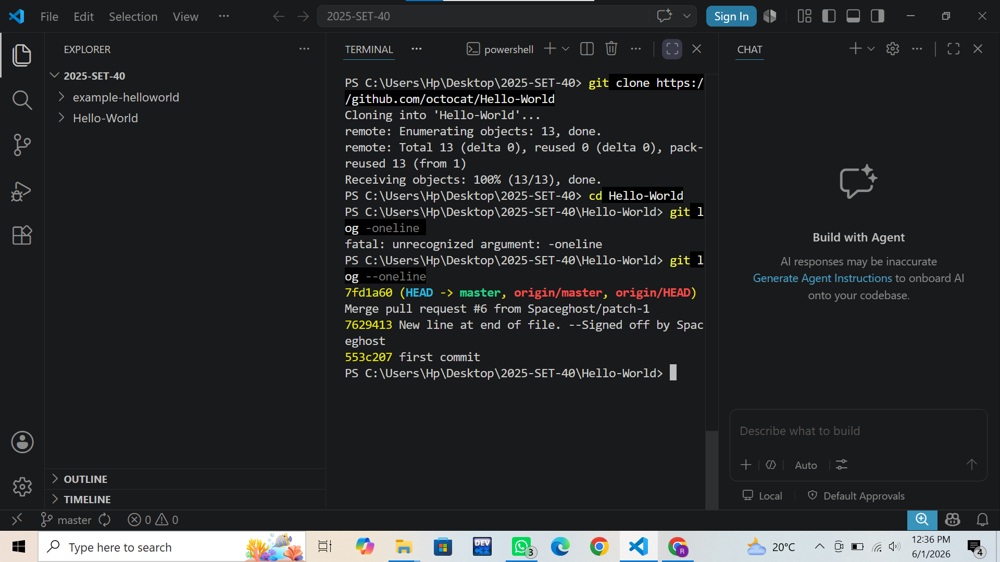 File Edit Selection View ··· 2025-SET-40 Sign In
EXPLORER
2025-SET-40
example-helloworld
Hello-World
OUTLINE
TIMELINE
TERMINAL ··· powershell
PS C:\Users\Hp\Desktop\2025-SET-40> git clone https:/
/github.com/octocat/Hello-World
Cloning into 'Hello-World'...
remote: Enumerating objects: 13, done.
remote: Total 13 (delta 0), reused 0 (delta 0), pack-
reused 13 (from 1)
Receiving objects: 100% (13/13), done.
PS C:\Users\Hp\Desktop\2025-SET-40> cd Hello-World
PS C:\Users\Hp\Desktop\2025-SET-40\Hello-World> git l
og -oneline
fatal: unrecognized argument: -oneline
PS C:\Users\Hp\Desktop\2025-SET-40\Hello-World> git l
og --oneline
7fd1a60 (HEAD -> master, origin/master, origin/HEAD)
Merge pull request #6 from Spaceghost/patch-1
7629413 New line at end of file. --Signed off by Spac
eghost
553c207 first commit
PS C:\Users\Hp\Desktop\2025-SET-40\Hello-World>
CHAT
Build with Agent
AI responses may be inaccurate
Generate Agent Instructions to onboard AI
onto your codebase.
Describe what to build
Auto
Local Default Approvals
master 0 0
Type here to search
DEV
C++
3
R
20°C
12:36 PM
6/1/2026
4